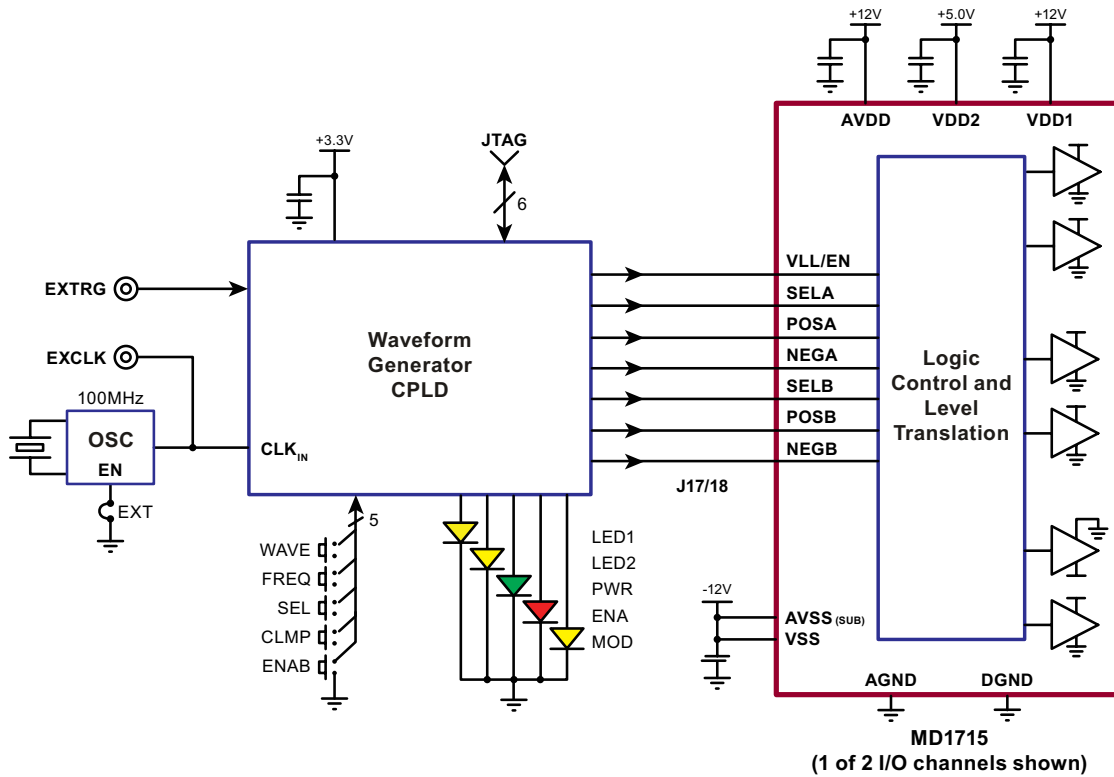 +12V
+5.0V
+12V
AVDD
VDD2
VDD1
+3.3V
JTAG
6
EXTRG
EXCLK
100MHz
OSC
EN
EXT
CLKIN
Waveform
Generator
CPLD
VLL/EN
SELA
POSA
NEGA
SELB
POSB
NEGB
J17/18
Logic
Control and
Level
Translation
5
WAVE
FREQ
SEL
CLMP
ENAB
LED1
LED2
PWR
ENA
MOD
-12V
AVSS (SUB)
VSS
AGND
DGND
MD1715
(1 of 2 I/O channels shown)